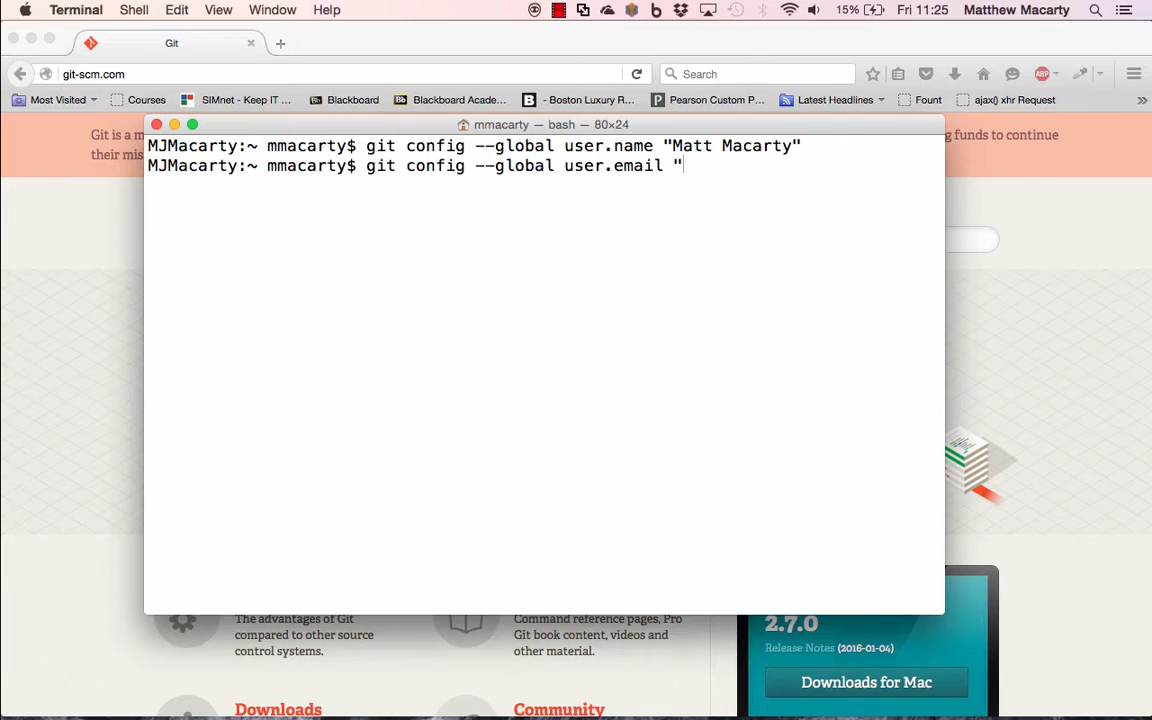 Terminal Shell Edit View Window Help 15% Fri 11:25 Matthew Macarty
Git
git-scm.com Search
Most Visited Courses SIMnet - Keep IT ... Blackboard Blackboard Acade... - Boston Luxury R... Pearson Custom P... Latest Headlines Fount ajax() xhr Request
mmacarty — bash — 80×24
Git is a m
their mis
g funds to continue
MJMacarty:~ mmacarty$ git config --global user.name "Matt Macarty"
MJMacarty:~ mmacarty$ git config --global user.email "
The advantages of Git
compared to other source
control systems.
Command reference pages, Pro
Git book content, videos and
other material.
2.7.0
Release Notes (2016-01-04)
Downloads for Mac
Downloads
Community